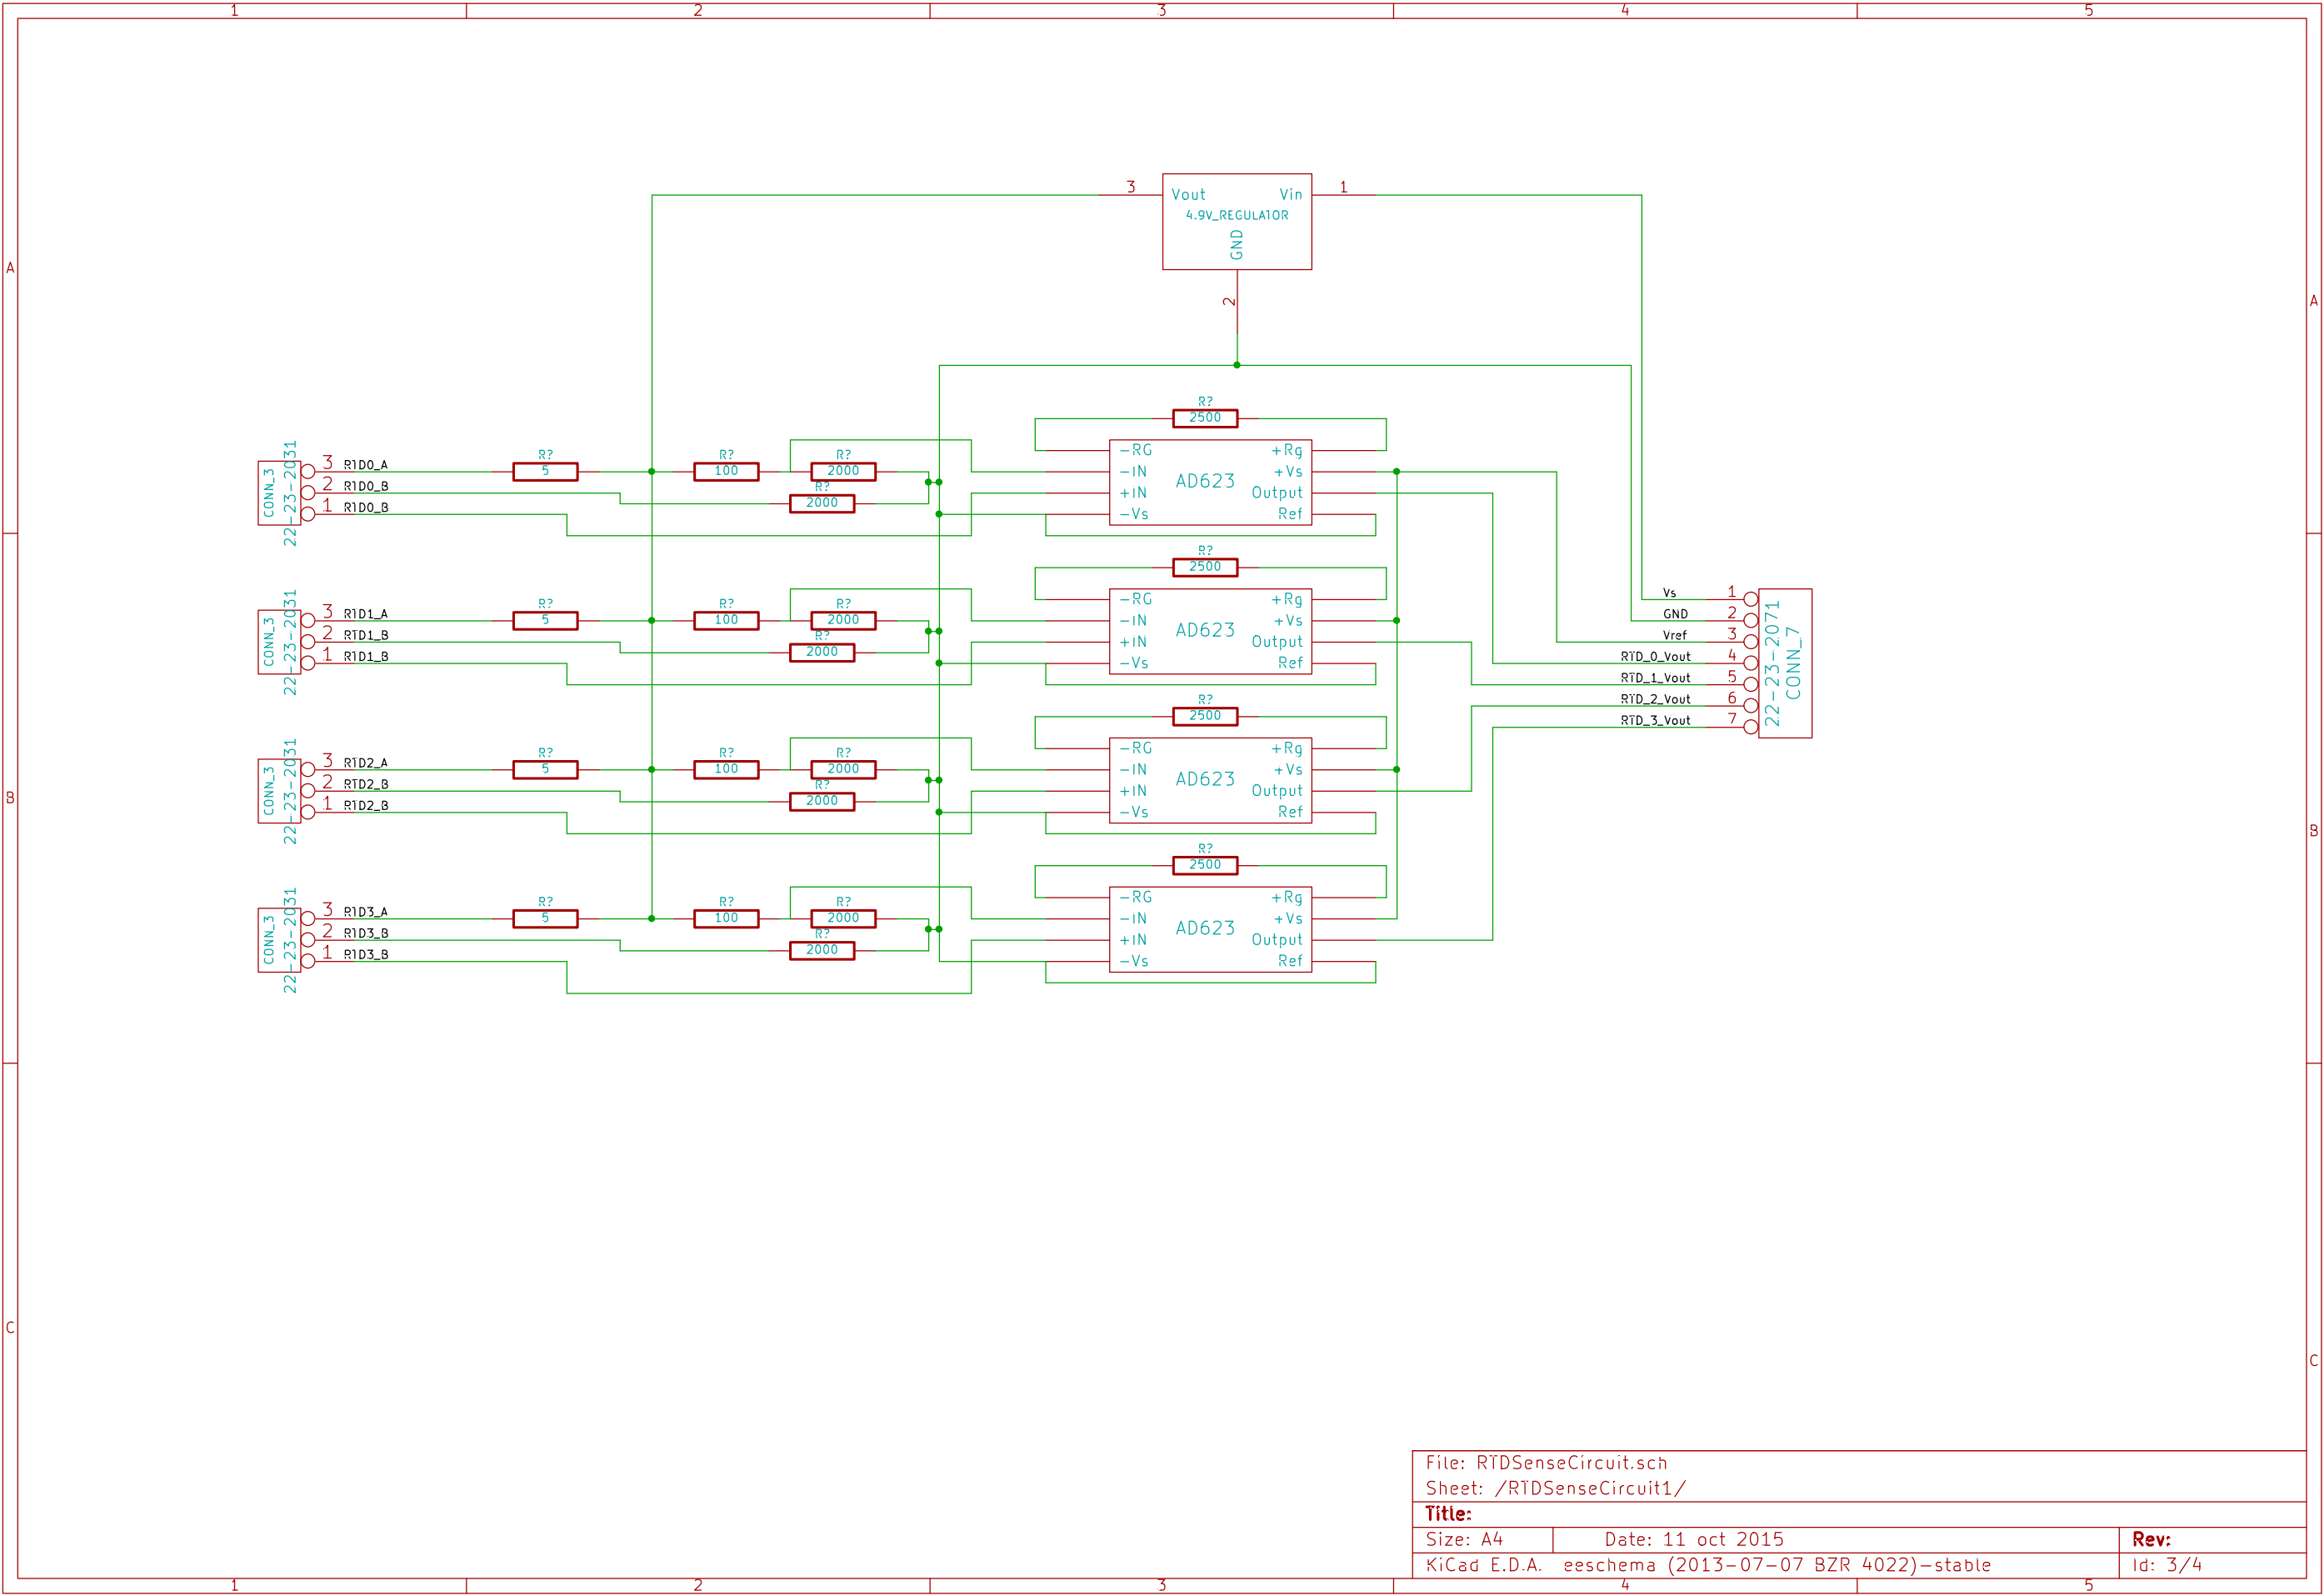 1 2 3 4 5
A
A
B
B
C
C
3 Vout Vin 1
4.9V_REGULATOR
GND
2
R?
2500
CONN_3
22-23-2031
3 RTD0_A
2 RTD0_B
1 RTD0_B
R?
5
R?
100
R?
2000
R?
2000
-RG +Rg
-IN +Vs
AD623
+IN Output
-Vs Ref
R?
2500
CONN_3
22-23-2031
3 RTD1_A
2 RTD1_B
1 RTD1_B
R?
5
R?
100
R?
2000
R?
2000
-RG +Rg
-IN +Vs
AD623
+IN Output
-Vs Ref
R?
2500
CONN_3
22-23-2031
3 RTD2_A
2 RTD2_B
1 RTD2_B
R?
5
R?
100
R?
2000
R?
2000
-RG +Rg
-IN +Vs
AD623
+IN Output
-Vs Ref
R?
2500
CONN_3
22-23-2031
3 RTD3_A
2 RTD3_B
1 RTD3_B
R?
5
R?
100
R?
2000
R?
2000
-RG +Rg
-IN +Vs
AD623
+IN Output
-Vs Ref
Vs 1
GND 2
Vref 3
RTD_0_Vout 4
RTD_1_Vout 5
RTD_2_Vout 6
RTD_3_Vout 7
22-23-2071
CONN_7
File: RTDSenseCircuit.sch
Sheet: /RTDSenseCircuit1/
Title:
Size: A4 Date: 11 oct 2015 Rev:
KiCad E.D.A. eeschema (2013-07-07 BZR 4022)-stable Id: 3/4
1 2 3 4 5